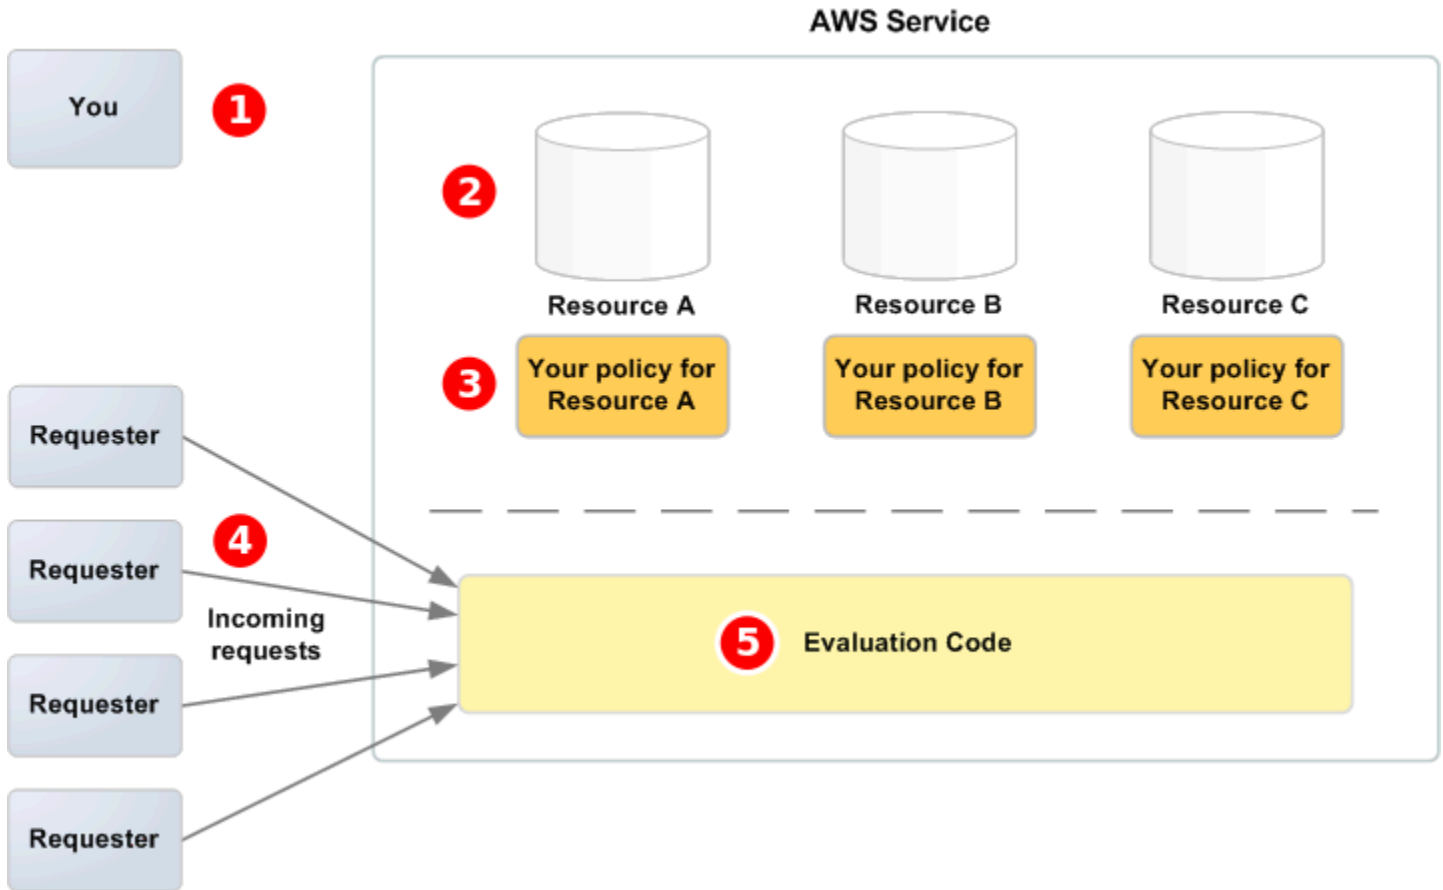 AWS Service
You
1
2
Resource A
Resource B
Resource C
3
Your policy for
Resource A
Your policy for
Resource B
Your policy for
Resource C
Requester
4
Requester
Incoming
requests
5
Evaluation Code
Requester
Requester